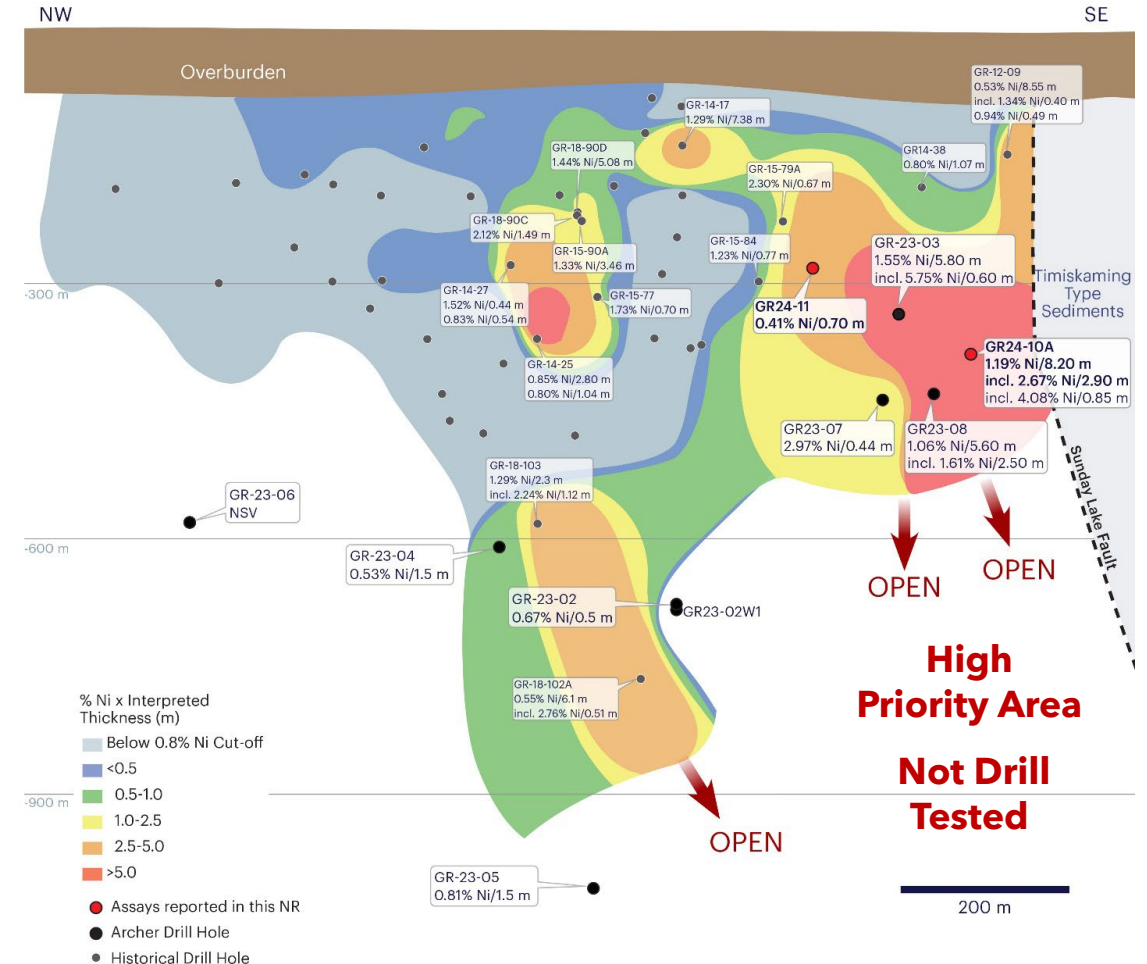 NW
SE
Overburden
GR-12-09
0.53% Ni/8.55 m
incl. 1.34% Ni/0.40 m
0.94% Ni/0.49 m
GR-14-17
1.29% Ni/7.38 m
GR-18-90D
1.44% Ni/5.08 m
GR14-38
0.80% Ni/1.07 m
GR-15-79A
2.30% Ni/0.67 m
GR-18-90C
2.12% Ni/1.49 m
GR-15-90A
1.33% Ni/3.46 m
GR-15-84
1.23% Ni/0.77 m
GR-23-03
1.55% Ni/5.80 m
incl. 5.75% Ni/0.60 m
-300 m
GR-14-27
1.52% Ni/0.44 m
0.83% Ni/0.54 m
GR-15-77
1.73% Ni/0.70 m
GR24-11
0.41% Ni/0.70 m
Timiskaming
Type
Sediments
GR24-10A
1.19% Ni/8.20 m
incl. 2.67% Ni/2.90 m
incl. 4.08% Ni/0.85 m
GR-14-25
0.85% Ni/2.80 m
0.80% Ni/1.04 m
GR23-07
2.97% Ni/0.44 m
GR23-08
1.06% Ni/5.60 m
incl. 1.61% Ni/2.50 m
Sunday Lake Fault
GR-18-103
1.29% Ni/2.3 m
incl. 2.24% Ni/1.12 m
GR-23-06
NSV
-600 m
GR-23-04
0.53% Ni/1.5 m
OPEN
OPEN
GR-23-02
0.67% Ni/0.5 m
GR23-02W1
High
Priority Area
Not Drill
Tested
GR-18-102A
0.55% Ni/6.1 m
incl. 2.76% Ni/0.51 m
% Ni x Interpreted
Thickness (m)
Below 0.8% Ni Cut-off
<0.5
0.5-1.0
1.0-2.5
2.5-5.0
>5.0
-900 m
OPEN
GR-23-05
0.81% Ni/1.5 m
200 m
Assays reported in this NR
Archer Drill Hole
Historical Drill Hole